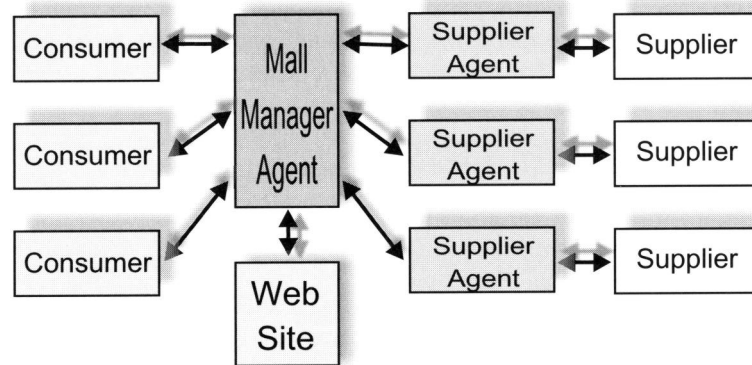 Consumer
Mall
Manager
Agent
Supplier
Agent
Supplier
Consumer
Supplier
Agent
Supplier
Consumer
Supplier
Agent
Supplier
Web
Site